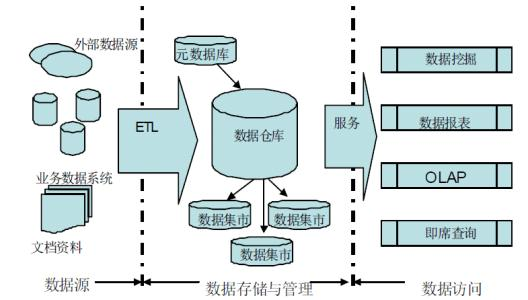 外部数据源
业务数据系统
文档资料
ETL
元数据库
数据仓库
数据集市
数据集市
数据集市
服务
数据挖掘
数据报表
OLAP
即席查询
数据源
数据存储与管理
数据访问